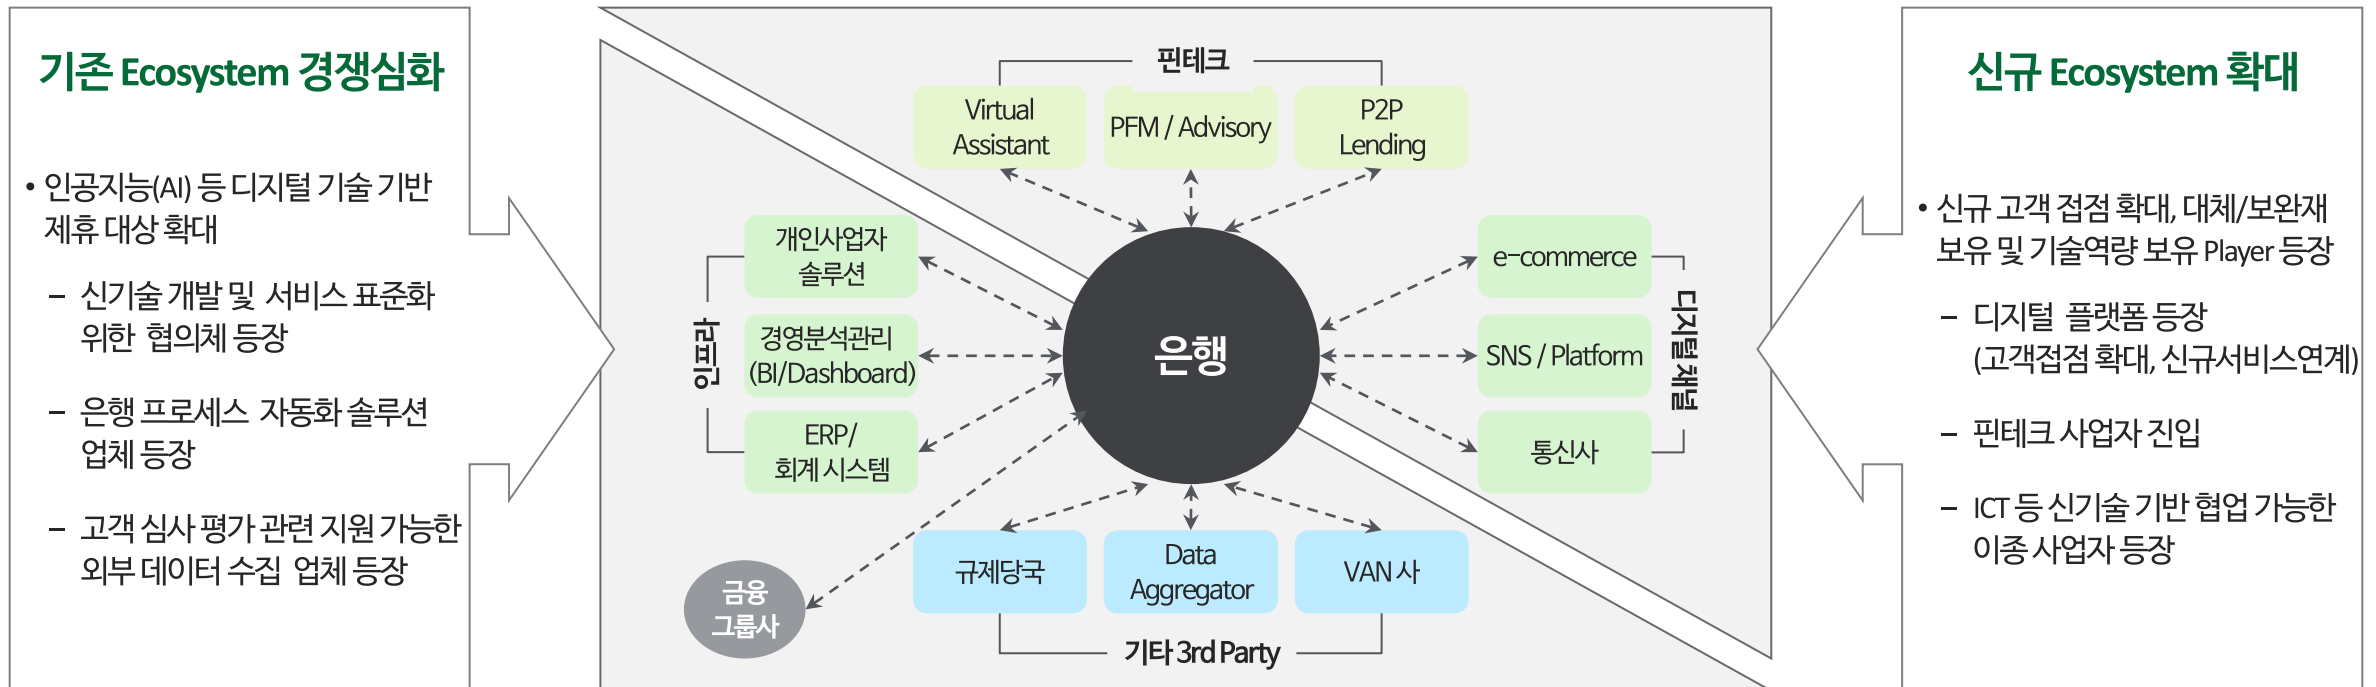 기존 Ecosystem 경쟁심화
• 인공지능(AI) 등 디지털 기술 기반
제휴 대상 확대
– 신기술 개발 및 서비스 표준화
위한 협의체 등장
– 은행 프로세스 자동화 솔루션
업체 등장
– 고객 심사 평가 관련 지원 가능한
외부 데이터 수집 업체 등장
핀테크
Virtual
Assistant
PFM / Advisory
P2P
Lending
인프라
개인사업자
솔루션
경영분석관리
(BI/Dashboard)
ERP/
회계 시스템
은행
e-commerce
SNS / Platform
통신사
디지털 채널
금융
그룹사
규제당국
Data
Aggregator
VAN 사
기타 3rd Party
신규 Ecosystem 확대
• 신규 고객 접점 확대, 대체/보완재
보유 및 기술역량 보유 Player 등장
– 디지털 플랫폼 등장
(고객접점 확대, 신규서비스연계)
– 핀테크 사업자 진입
– ICT 등 신기술 기반 협업 가능한
이종 사업자 등장